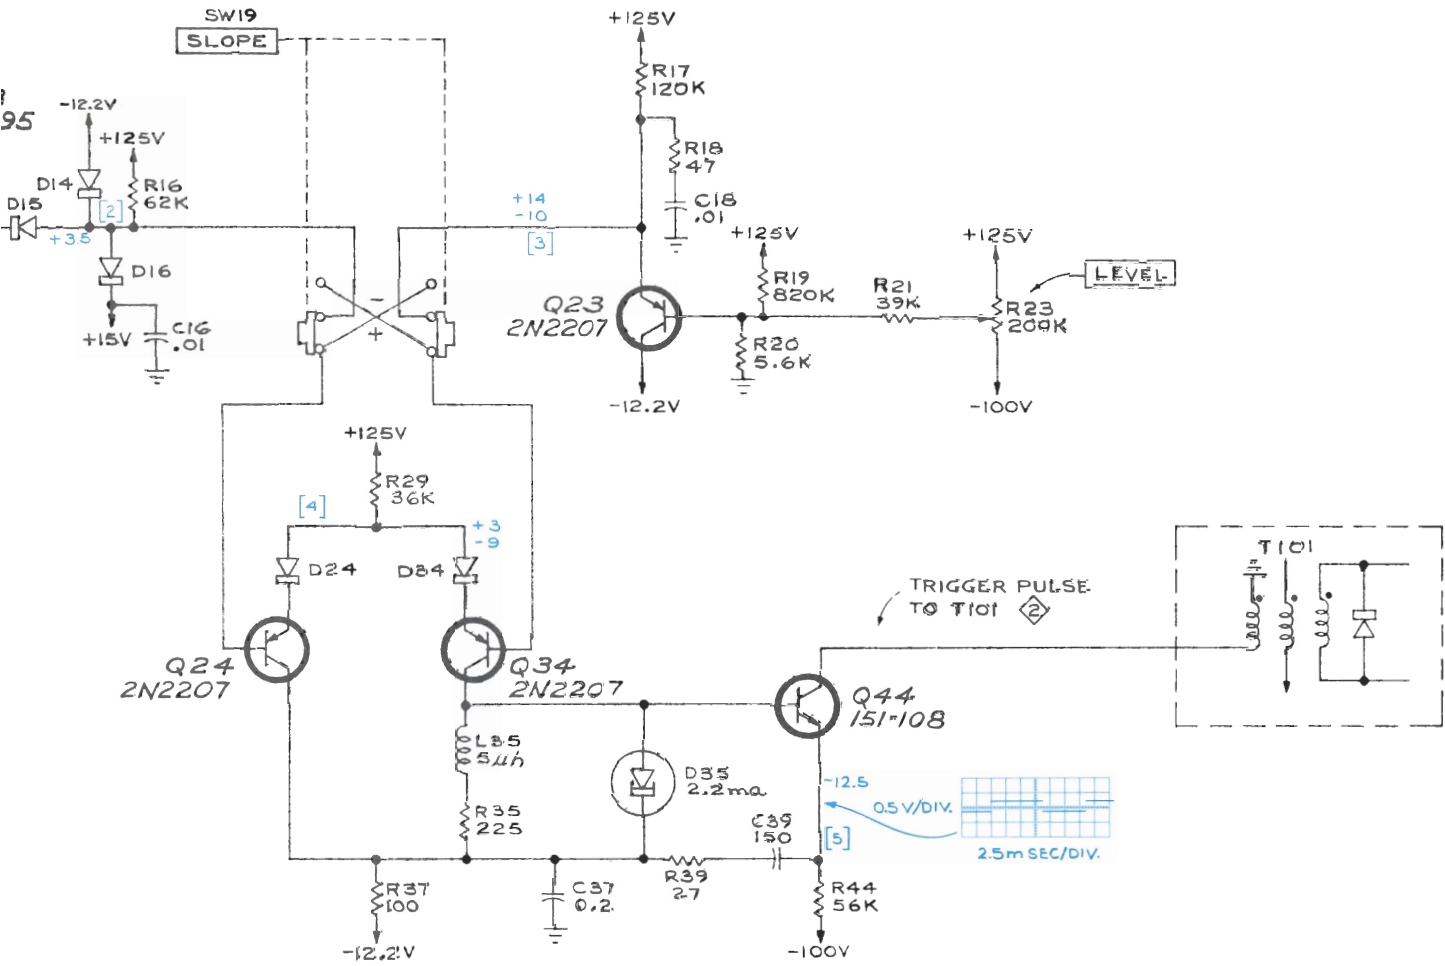 SW19
SLOPE
95
-12.2V
+125V
D14
R16
62K
D15
[2]
+3.5
D16
+15V
C16
.01
-
+
+125V
R17
120K
R18
47
C18
.01
+14
-10
[3]
Q23
2N2207
-12.2V
+125V
R19
820K
R20
5.6K
R21
39K
+125V
LEVEL
R23
200K
-100V
+125V
R29
36K
[4]
+3
-9
D24
D34
Q24
2N2207
Q34
2N2207
TRIGGER PULSE
TO T101 2
T101
Q44
151-108
L35
5μh
D35
2.2ma
R35
225
-12.5
0.5V/DIV.
2.5mSEC/DIV.
[5]
C39
150
R39
27
R37
100
-12.2V
C37
0.2
R44
56K
-100V